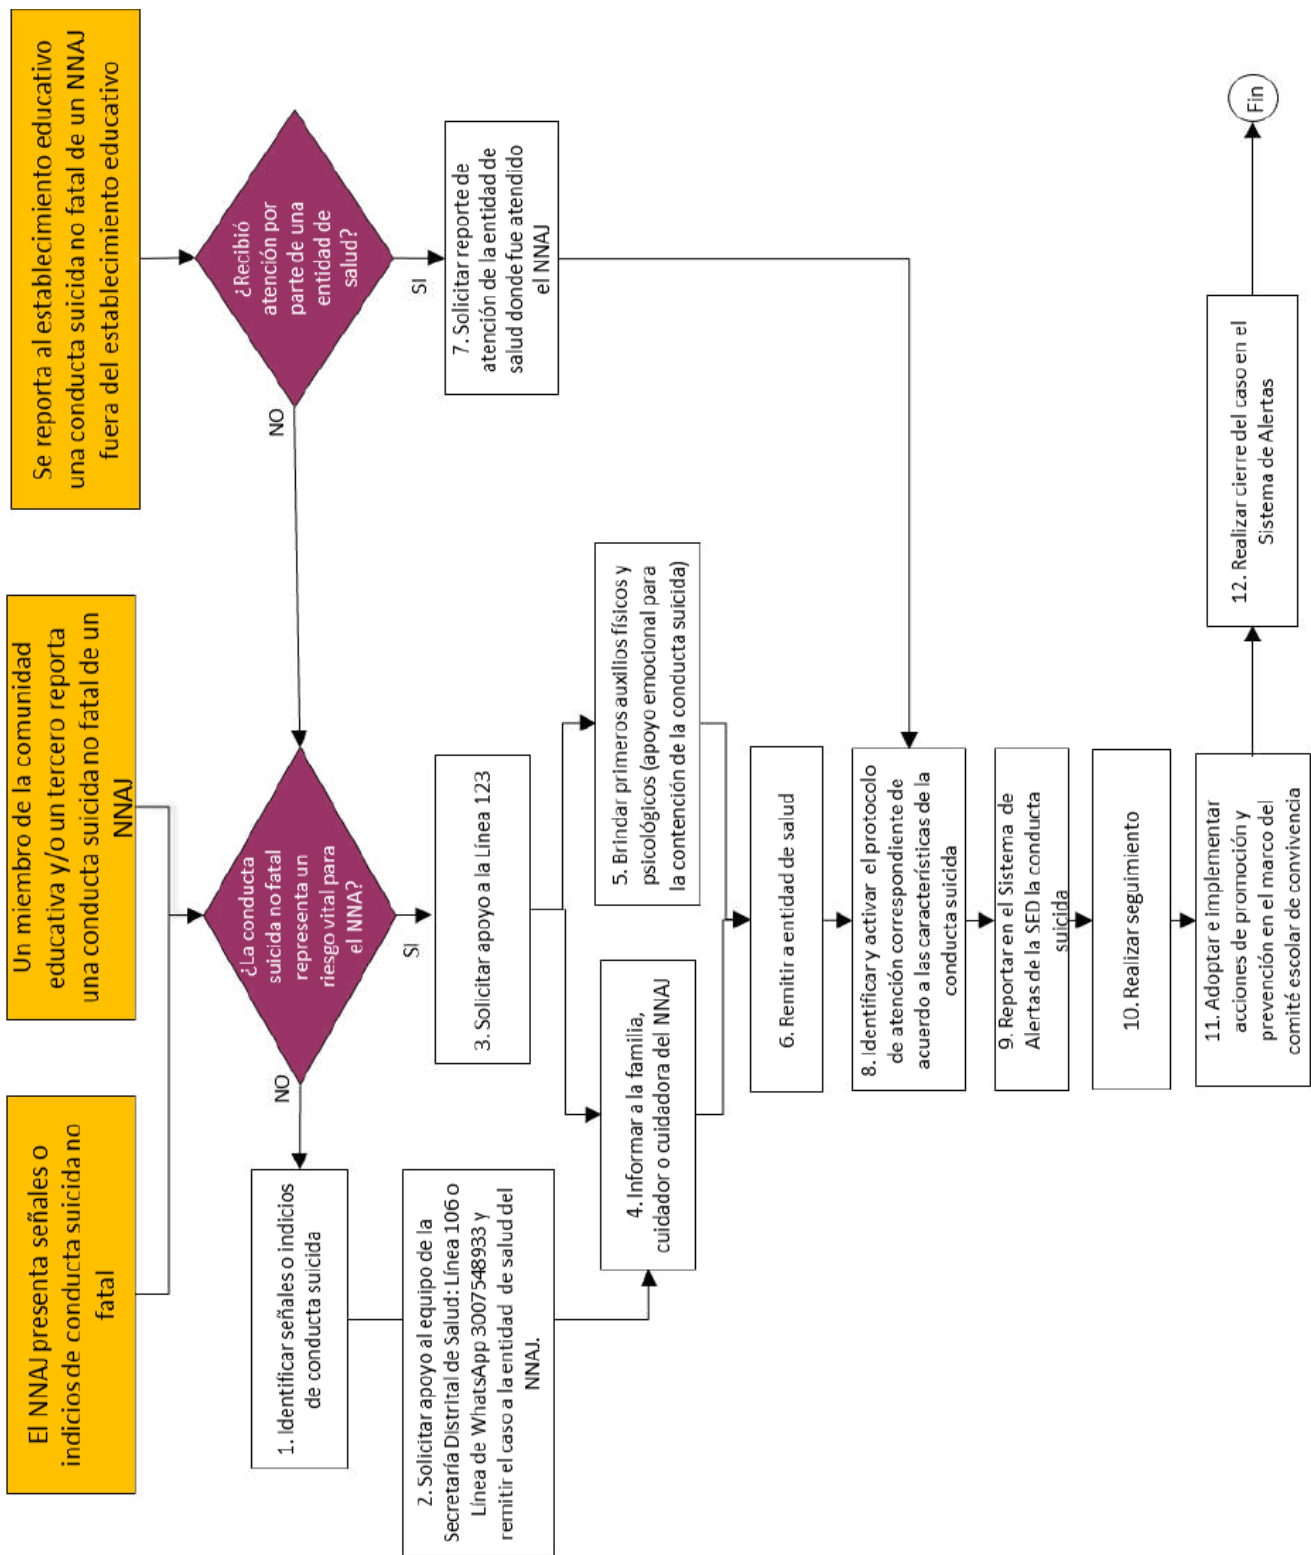 El NNAJ presenta señales o
indicios de conducta suicida no
fatal
Un miembro de la comunidad
educativa y/o un tercero reporta
una conducta suicida no fatal de un
NNAJ
Se reporta al establecimiento educativo
una conducta suicida no fatal de un NNAJ
fuera del establecimiento educativo
¿La conducta
suicida no fatal
representa un
riesgo vital para
el NNA?
¿Recibió
atención por
parte de una
entidad de
salud?
NO
SI
NO
SI
1. Identificar señales o indicios
de conducta suicida
2. Solicitar apoyo al equipo de la
Secretaría Distrital de Salud: Línea 106 o
Línea de WhatsApp 3007548933 y
remitir el caso a la entidad de salud del
NNAJ.
3. Solicitar apoyo a la Línea 123
4. Informar a la familia,
cuidador o cuidadora del NNAJ
5. Brindar primeros auxilios físicos y
psicológicos (apoyo emocional para
la contención de la conducta suicida)
6. Remitir a entidad de salud
7. Solicitar reporte de
atención de la entidad de
salud donde fue atendido
el NNAJ
8. Identificar y activar el protocolo
de atención correspondiente de
acuerdo a las características de la
conducta suicida
9. Reportar en el Sistema de
Alertas de la SED la conducta
suicida
10. Realizar seguimiento
11. Adoptar e implementar
acciones de promoción y
prevención en el marco del
comité escolar de convivencia
12. Realizar cierre del caso en el
Sistema de Alertas
Fin